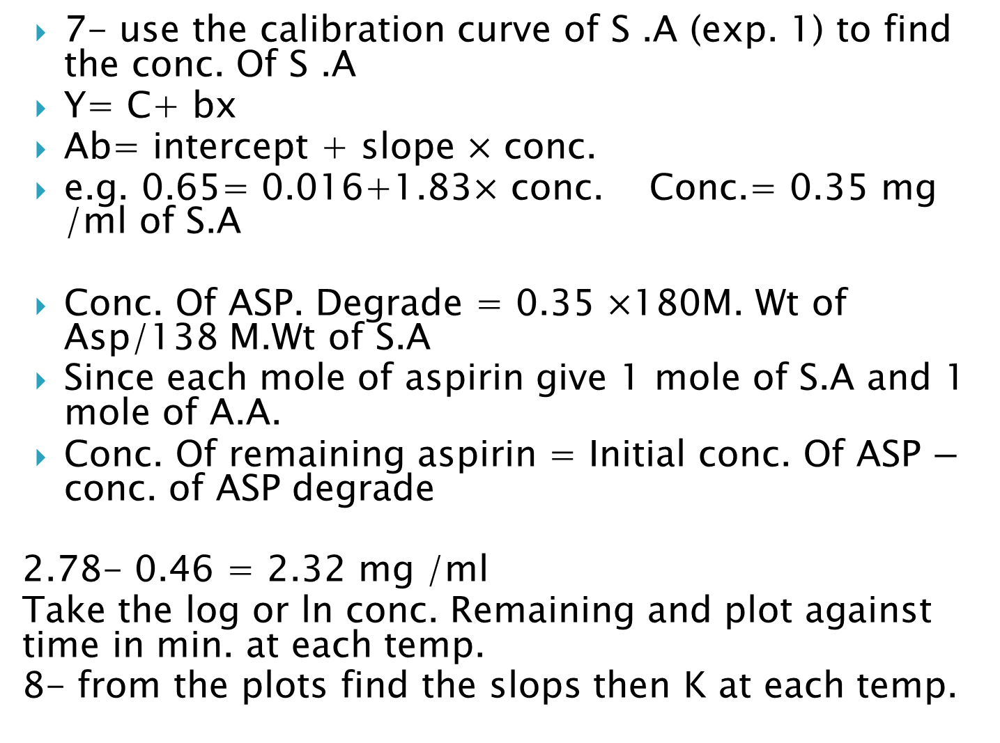 7- use the calibration curve of S .A (exp. 1) to find
the conc. Of S .A
Y= C+ bx
Ab= intercept + slope × conc.
e.g. 0.65= 0.016+1.83× conc. Conc.= 0.35 mg
/ml of S.A
Conc. Of ASP. Degrade = 0.35 ×180M. Wt of
Asp/138 M.Wt of S.A
Since each mole of aspirin give 1 mole of S.A and 1
mole of A.A.
Conc. Of remaining aspirin = Initial conc. Of ASP –
conc. of ASP degrade
2.78- 0.46 = 2.32 mg /ml
Take the log or ln conc. Remaining and plot against
time in min. at each temp.
8- from the plots find the slops then K at each temp.